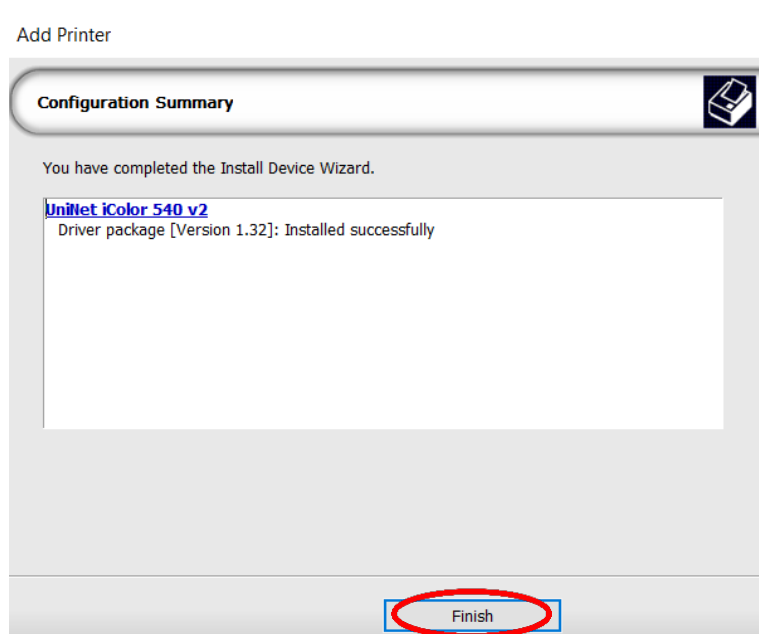 Add Printer
Configuration Summary
You have completed the Install Device Wizard.
UniNet iColor 540 v2
Driver package [Version 1.32]: Installed successfully
Finish